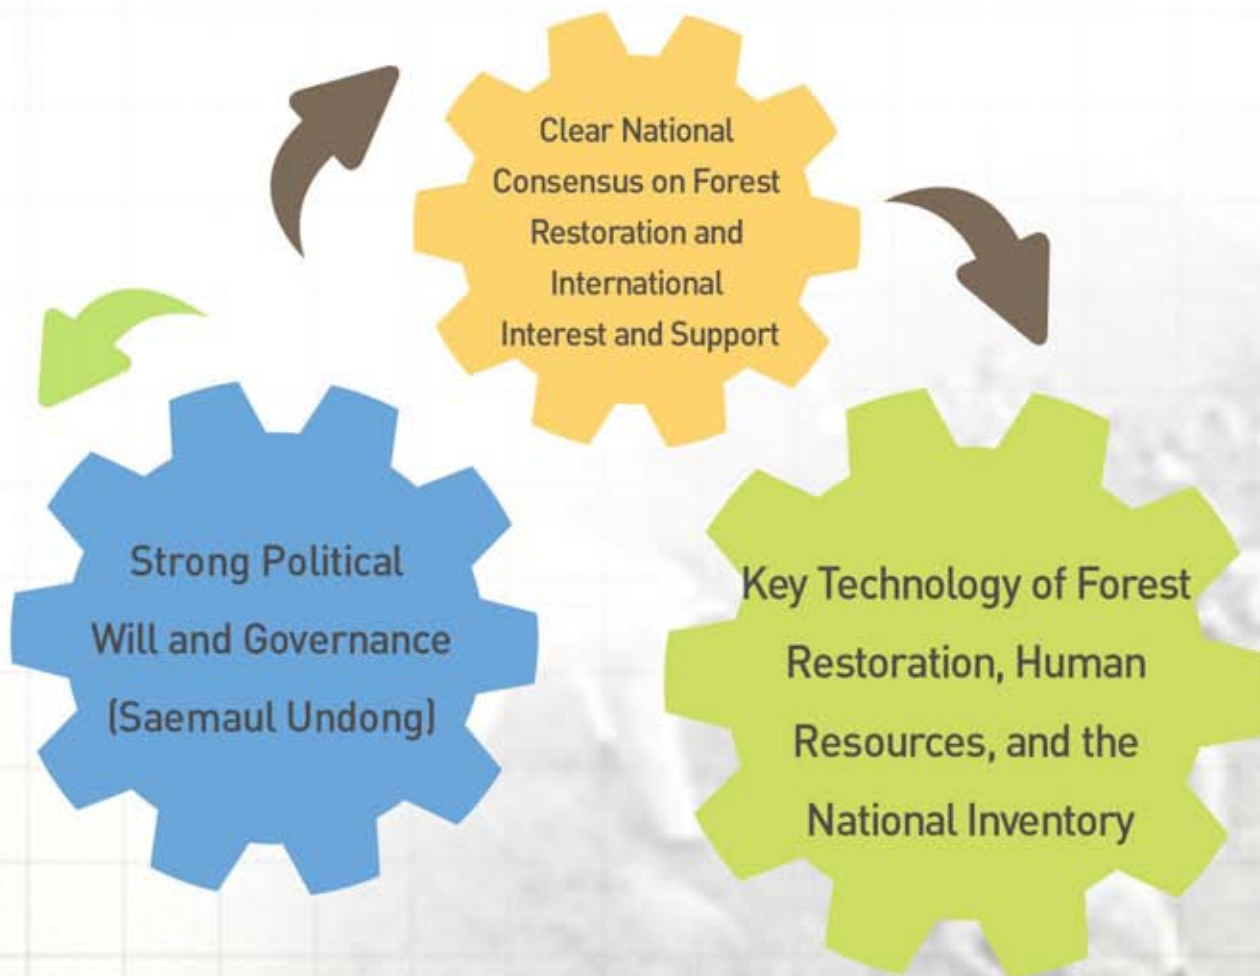 Clear National
Consensus on Forest
Restoration and
International
Interest and Support
Strong Political
Will and Governance
(Saemaul Undong)
Key Technology of Forest
Restoration, Human
Resources, and the
National Inventory